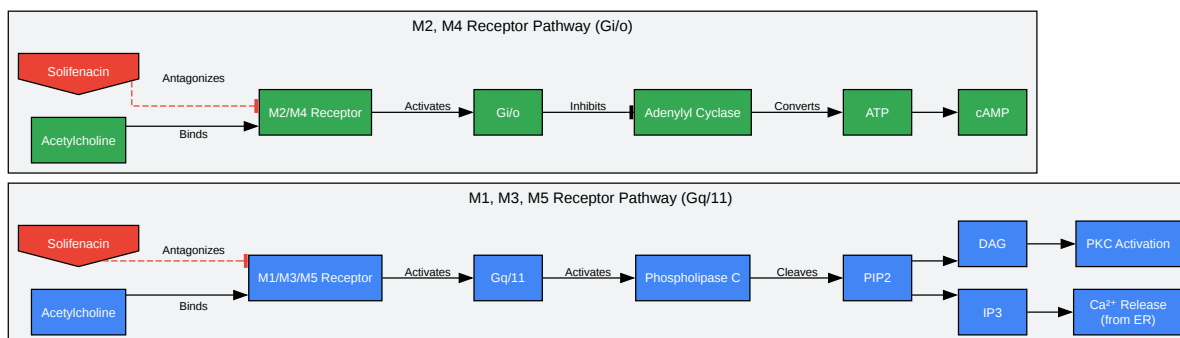 M2, M4 Receptor Pathway (Gi/o)
Solifenacin
Antagonizes
Acetylcholine
Binds
M2/M4 Receptor
Activates
Gi/o
Inhibits
Adenylyl Cyclase
Converts
ATP
cAMP
M1, M3, M5 Receptor Pathway (Gq/11)
Solifenacin
Antagonizes
Acetylcholine
Binds
M1/M3/M5 Receptor
Activates
Gq/11
Activates
Phospholipase C
Cleaves
PIP2
DAG
PKC Activation
IP3
Ca²⁺ Release
(from ER)